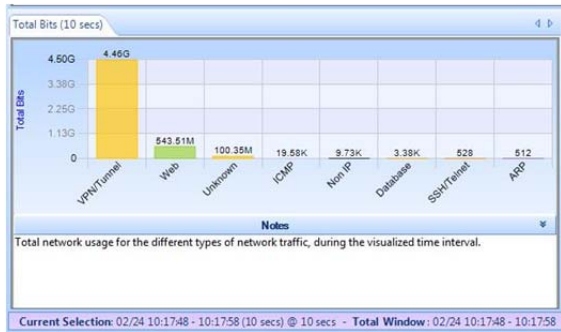 Total Bits (10 secs)
4.50G
3.38G
2.25G
1.13G
0
Total Bits
4.46G
543.51M
100.35M
19.58K
9.73K
3.38K
528
512
VPN/Tunnel
Web
Unknown
ICMP
Non IP
Database
SSH/Telnet
ARP
Notes
Total network usage for the different types of network traffic, during the visualized time interval.
Current Selection: 02/24 10:17:48 - 10:17:58 (10 secs) @ 10 secs - Total Window: 02/24 10:17:48 - 10:17:58